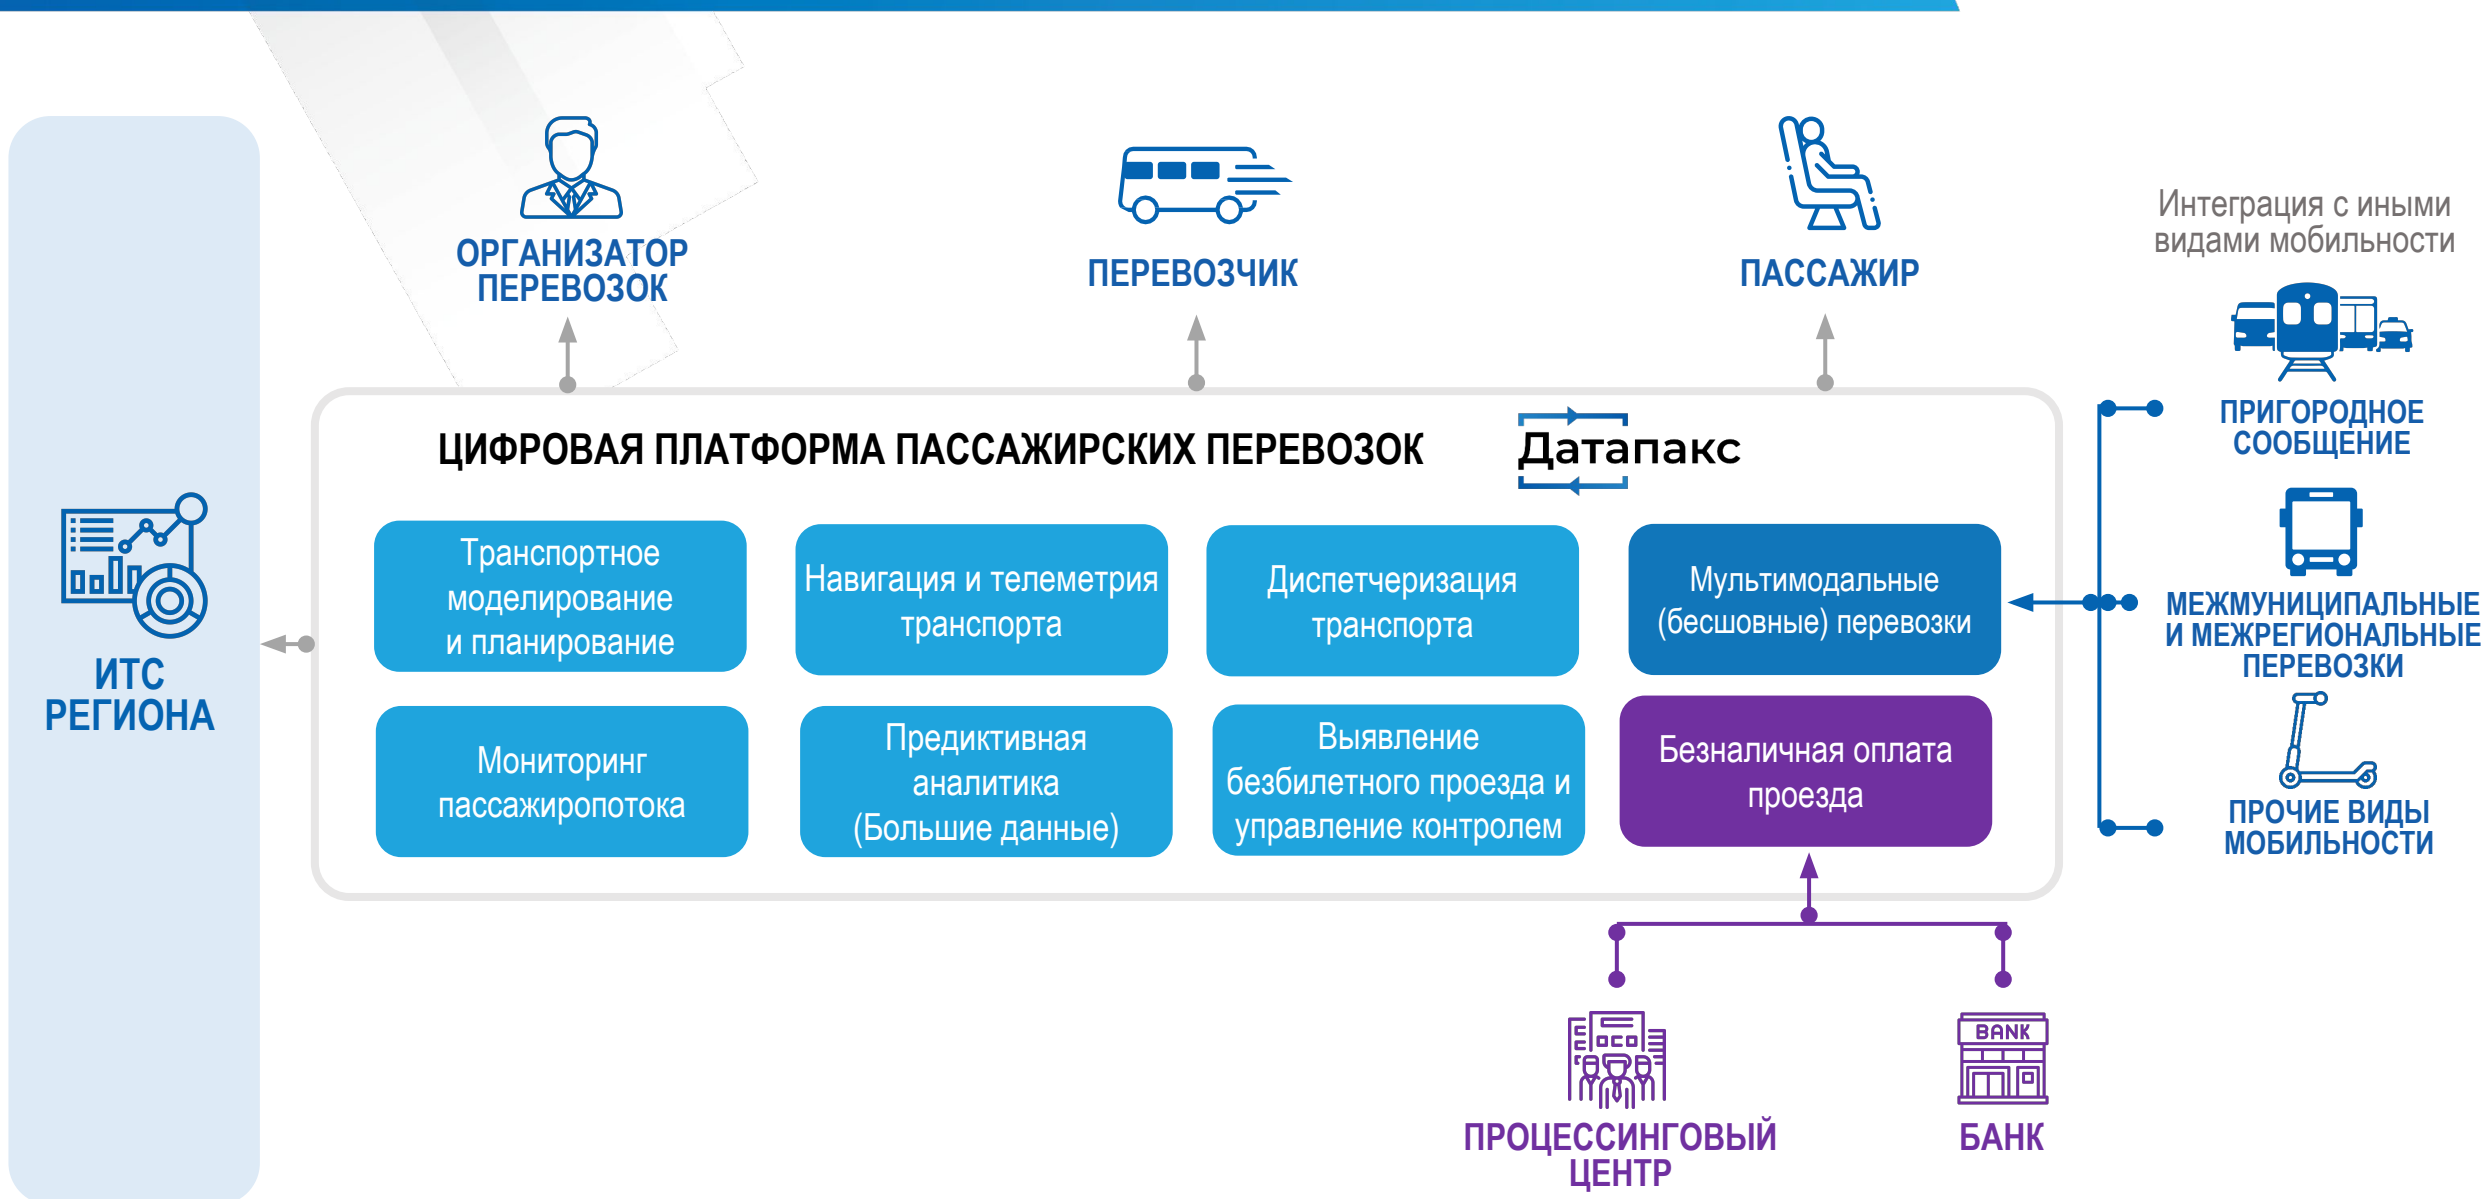 ОРГАНИЗАТОР
ПЕРЕВОЗОК
ПЕРЕВОЗЧИК
ПАССАЖИР
Интеграция с иными
видами мобильности
ПРИГОРОДНОЕ
СООБЩЕНИЕ
МЕЖМУНИЦИПАЛЬНЫЕ
И МЕЖРЕГИОНАЛЬНЫЕ
ПЕРЕВОЗКИ
ПРОЧИЕ ВИДЫ
МОБИЛЬНОСТИ
ИТС
РЕГИОНА
ЦИФРОВАЯ ПЛАТФОРМА ПАССАЖИРСКИХ ПЕРЕВОЗОК
Датапакс
Транспортное
моделирование
и планирование
Навигация и телеметрия
транспорта
Диспетчеризация
транспорта
Мультимодальные
(бесшовные) перевозки
Мониторинг
пассажиропотока
Предиктивная
аналитика
(Большие данные)
Выявление
безбилетного проезда и
управление контролем
Безналичная оплата
проезда
BANK
ПРОЦЕССИНГОВЫЙ
ЦЕНТР
БАНК